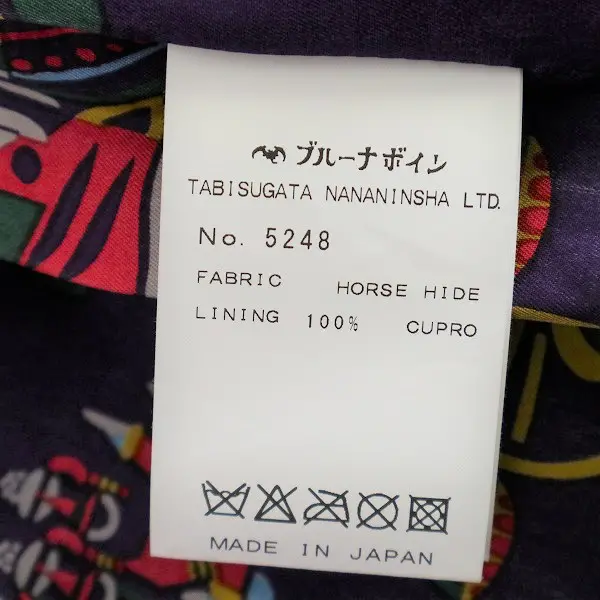 ブルーナボイン
TABISUGATA NANANINSHA LTD.
No. 5248
FABRIC HORSE HIDE
LINING 100% CUPRO
MADE IN JAPAN